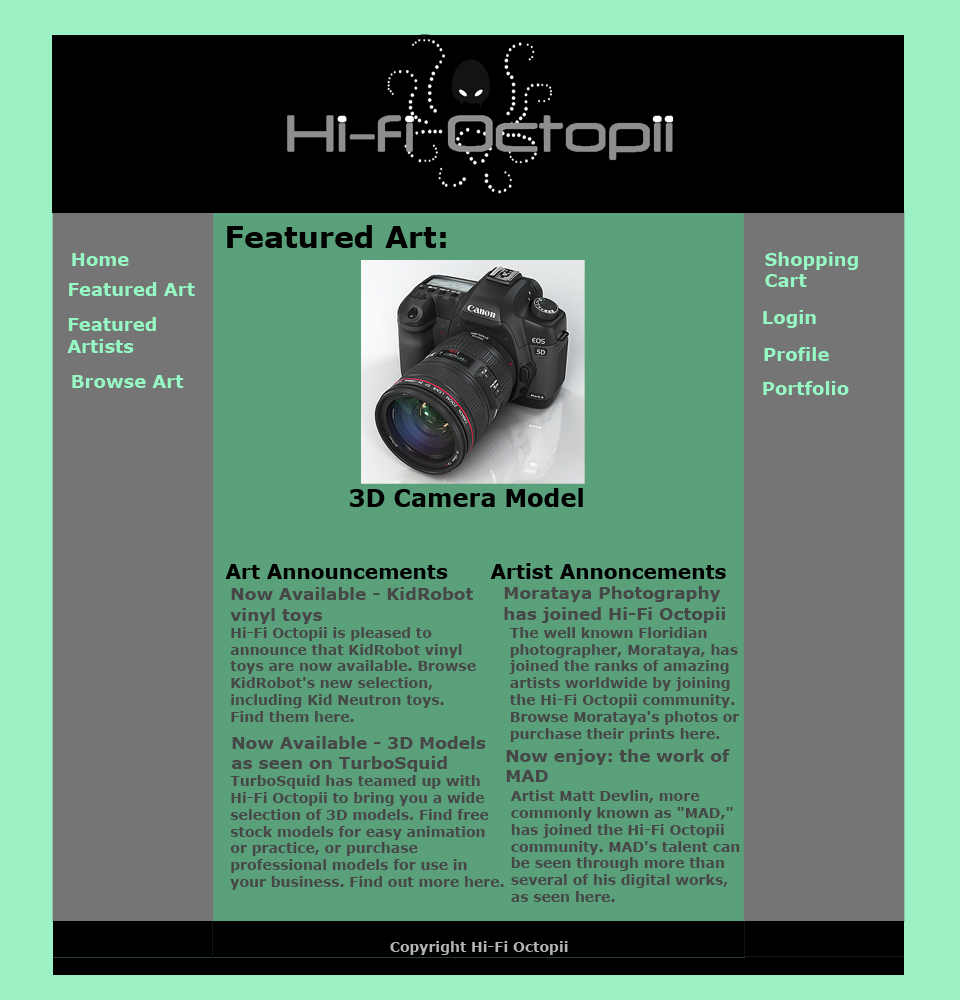 Hi-fi Octopii
Home
Featured Art
Featured
Artists
Browse Art
Featured Art:
Canon
EOS
5D
3D Camera Model
Shopping
Cart
Login
Profile
Portfolio
Art Announcements
Now Available - KidRobot
vinyl toys
Hi-Fi Octopii is pleased to
announce that KidRobot vinyl
toys are now available. Browse
KidRobot's new selection,
including Kid Neutron toys.
Find them here.
Now Available - 3D Models
as seen on TurboSquid
TurboSquid has teamed up with
Hi-Fi Octopii to bring you a wide
selection of 3D models. Find free
stock models for easy animation
or practice, or purchase
professional models for use in
your business. Find out more here.
Artist Annoncements
Morataya Photography
has joined Hi-Fi Octopii
The well known Floridian
photographer, Morataya, has
joined the ranks of amazing
artists worldwide by joining
the Hi-Fi Octopii community.
Browse Morataya's photos or
purchase their prints here.
Now enjoy: the work of
MAD
Artist Matt Devlin, more
commonly known as "MAD,"
has joined the Hi-Fi Octopii
community. MAD's talent can
be seen through more than
several of his digital works,
as seen here.
Copyright Hi-Fi Octopii